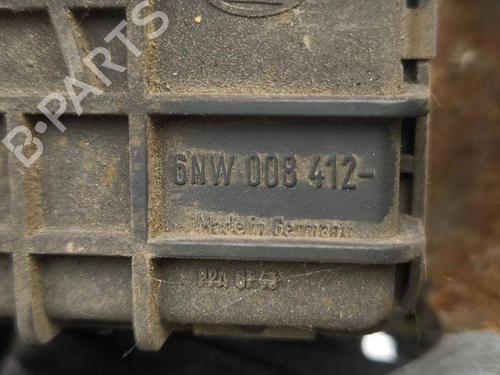 B-PARTS
6NW 008 412-
Made in Germany